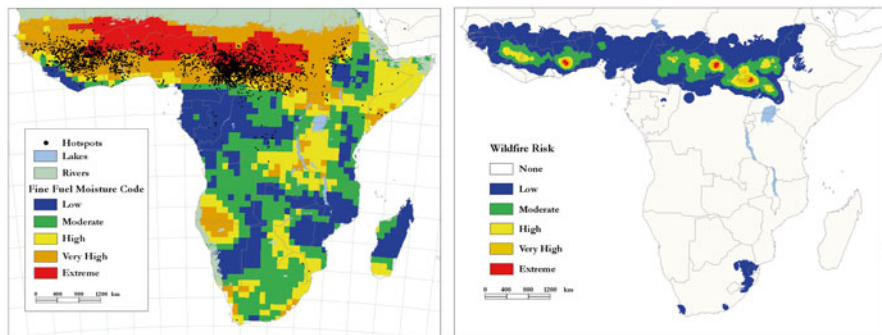 Hotspots
Lakes
Rivers
Fine Fuel Moisture Code
Low
Moderate
High
Very High
Extreme
0 400 800 1200
km
Wildfire Risk
None
Low
Moderate
High
Very High
Extreme
0 400 800 1200
km